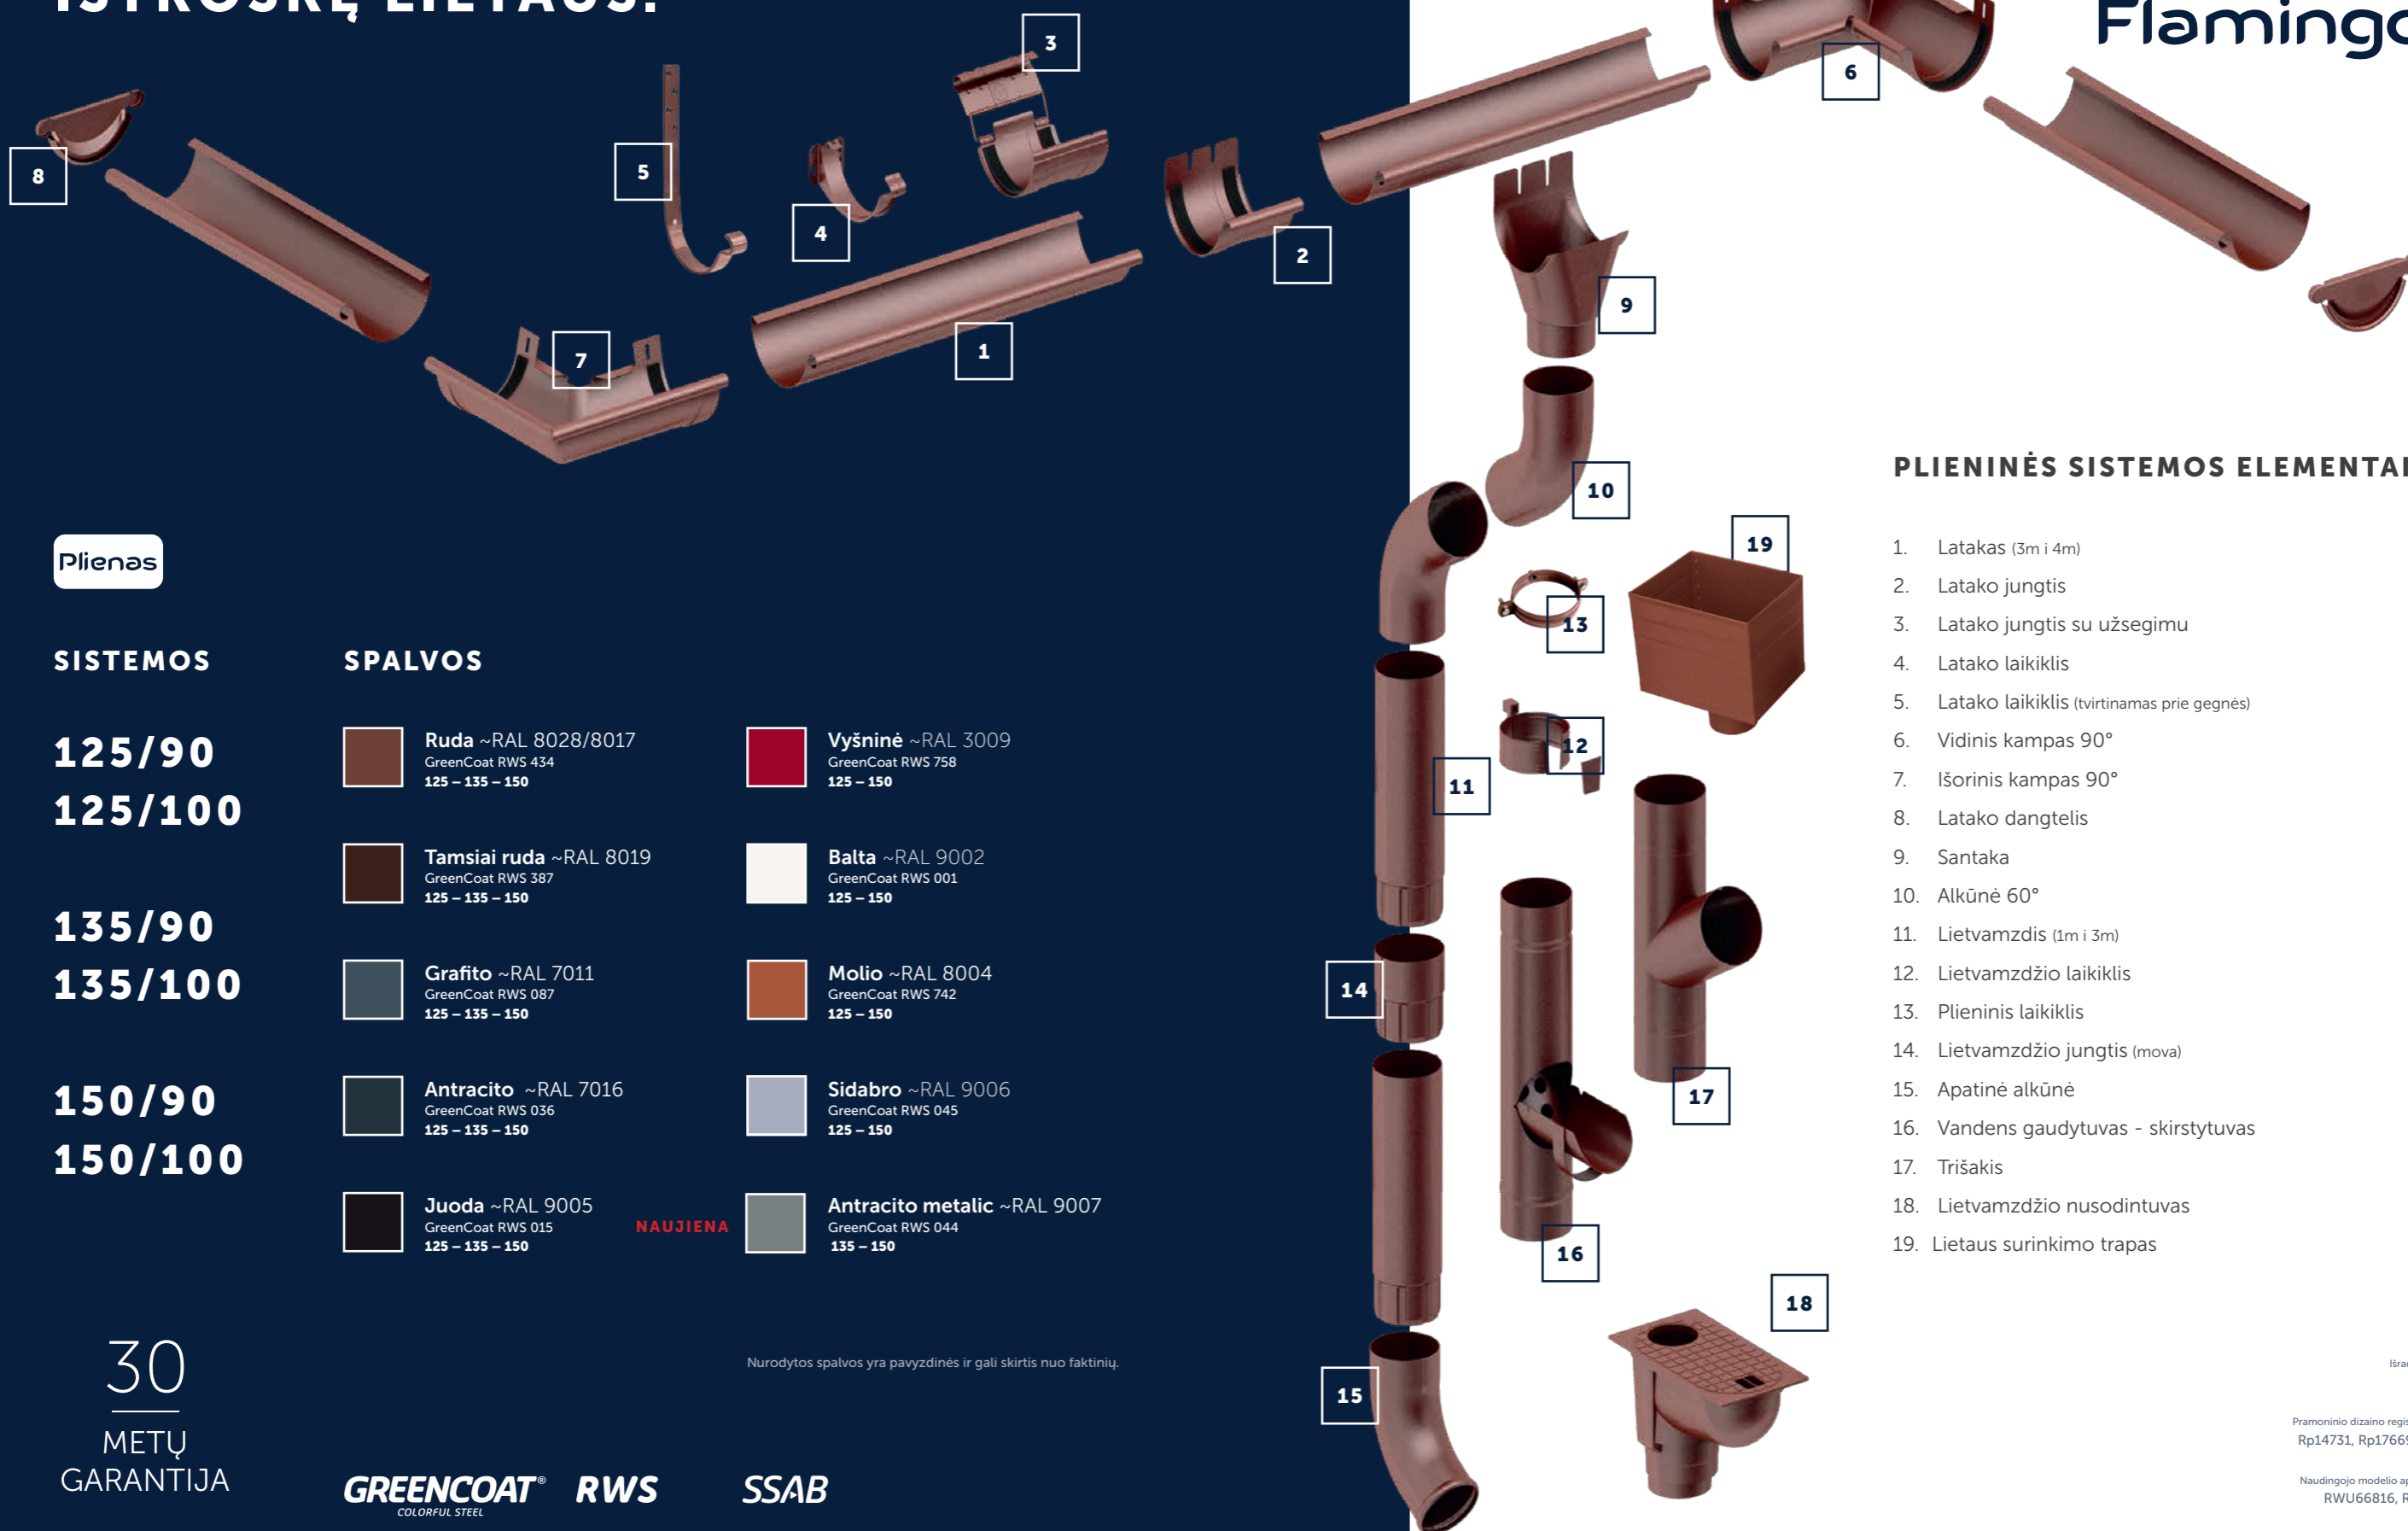 LIETAUS!
Flamingo
8
5
3
4
7
1
2
6
9
10
11
12
13
14
15
16
17
18
19
Plienas
SISTEMOS
125/90
125/100
135/90
135/100
150/90
150/100
SPALVOS
Ruda ~RAL 8028/8017
GreenCoat RWS 434
125 – 135 – 150
Tamsiai ruda ~RAL 8019
GreenCoat RWS 387
125 – 135 – 150
Grafito ~RAL 7011
GreenCoat RWS 087
125 – 135 – 150
Antracito ~RAL 7016
GreenCoat RWS 036
125 – 135 – 150
Juoda ~RAL 9005
GreenCoat RWS 015
125 – 135 – 150
Vyšninė ~RAL 3009
GreenCoat RWS 758
125 – 150
Balta ~RAL 9002
GreenCoat RWS 001
125 – 150
Molio ~RAL 8004
GreenCoat RWS 742
125 – 150
Sidabro ~RAL 9006
GreenCoat RWS 045
125 – 150
NAUJIENA
Antracito metalic ~RAL 9007
GreenCoat RWS 044
135 – 150
Nurodytos spalvos yra pavyzdinės ir gali skirtis nuo faktinių.
30
METŲ
GARANTIJA
GREENCOAT® RWS SSAB
COLORFUL STEEL
PLIENINĖS SISTEMOS ELEMENTAI
1. Latakas (3m i 4m)
2. Latako jungtis
3. Latako jungtis su užsegimu
4. Latako laikiklis
5. Latako laikiklis (tvirtinamas prie gegnės)
6. Vidinis kampas 90°
7. Išorinis kampas 90°
8. Latako dangtelis
9. Santaka
10. Alkūnė 60°
11. Lietvamzdis (1m i 3m)
12. Lietvamzdžio laikiklis
13. Plieninis laikiklis
14. Lietvamzdžio jungtis (mova)
15. Apatinė alkūnė
16. Vandens gaudytuvas - skirstytuvas
17. Trišakis
18. Lietvamzdžio nusodintuvas
19. Lietaus surinkimo trapas
Pramoninio dizaino
Rp14731,
Naudingojo modelio
RWU66816,